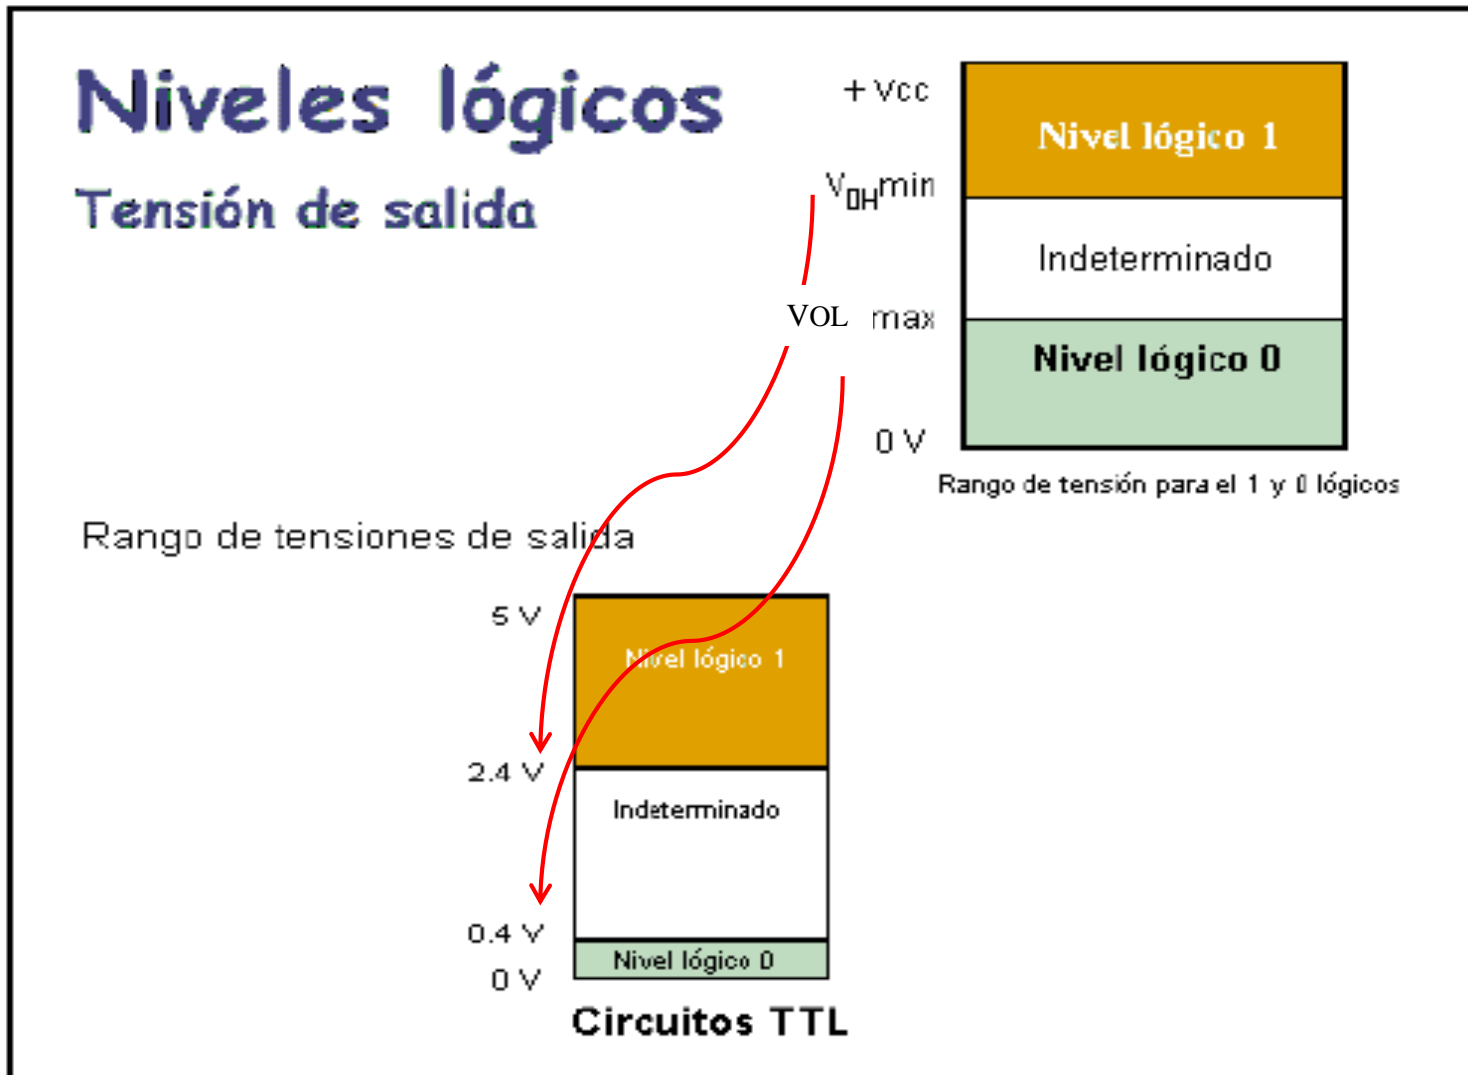 Niveles lógicos
Tensión de salida
+ Vcc
Nivel lógico 1
VOHmin
Indeterminado
VOL max
Nivel lógico 0
0 V
Rango de tensión para el 1 y 0 lógicos
Rango de tensiones de salida
5 V
Nivel lógico 1
2.4 V
Indeterminado
0.4 V
Nivel lógico 0
0 V
Circuitos TTL